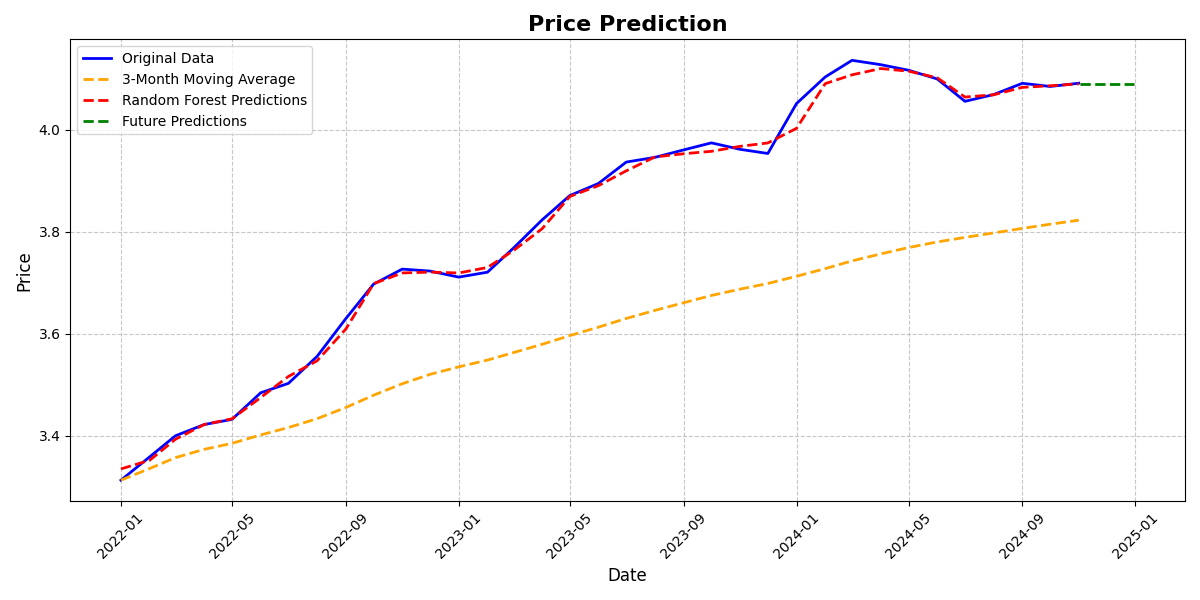 Price Prediction
Original Data
3-Month Moving Average
Random Forest Predictions
Future Predictions
Price
4.0
3.8
3.6
3.4
2022-01
2022-05
2022-09
2023-01
2023-05
2023-09
2024-01
2024-05
2024-09
2025-01
Date